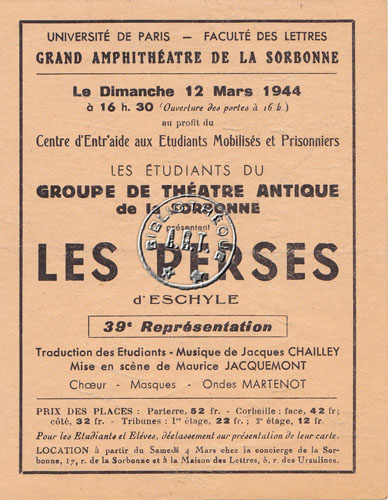 UNIVERSITÉ DE PARIS - FACULTÉ DES LETTRES
GRAND AMPHITHÉATRE DE LA SORBONNE
Le Dimanche 12 Mars 1944
à 16 h. 30 (Ouverture des portes à 16 h.)
au profit du
Centre d'Entr'aide aux Etudiants Mobilisés et Prisonniers
LES ÉTUDIANTS DU
GROUPE DE THÉATRE ANTIQUE
de la SORBONNE
présentent
BIBLIOTHÈQUE
LES PERSES
d'ESCHYLE
39e Représentation
Traduction des Etudiants - Musique de Jacques CHAILLEY
Mise en scène de Maurice JACQUEMONT
Chœur - Masques - Ondes MARTENOT
PRIX DES PLACES : Parterre, 52 fr. - Corbeille : face, 42 fr;
côté, 32 fr. - Tribunes : 1re étage, 22 fr; ; 2e étage, 12 fr.
Pour les Etudiants et Elèves, déclassement sur présentation de leur carte.
LOCATION à partir du Samedi 4 Mars chez la concierge de la Sor-
bonne, 17, r. de la Sorbonne et à la Maison des Lettres, 5, r. des Ursulines.